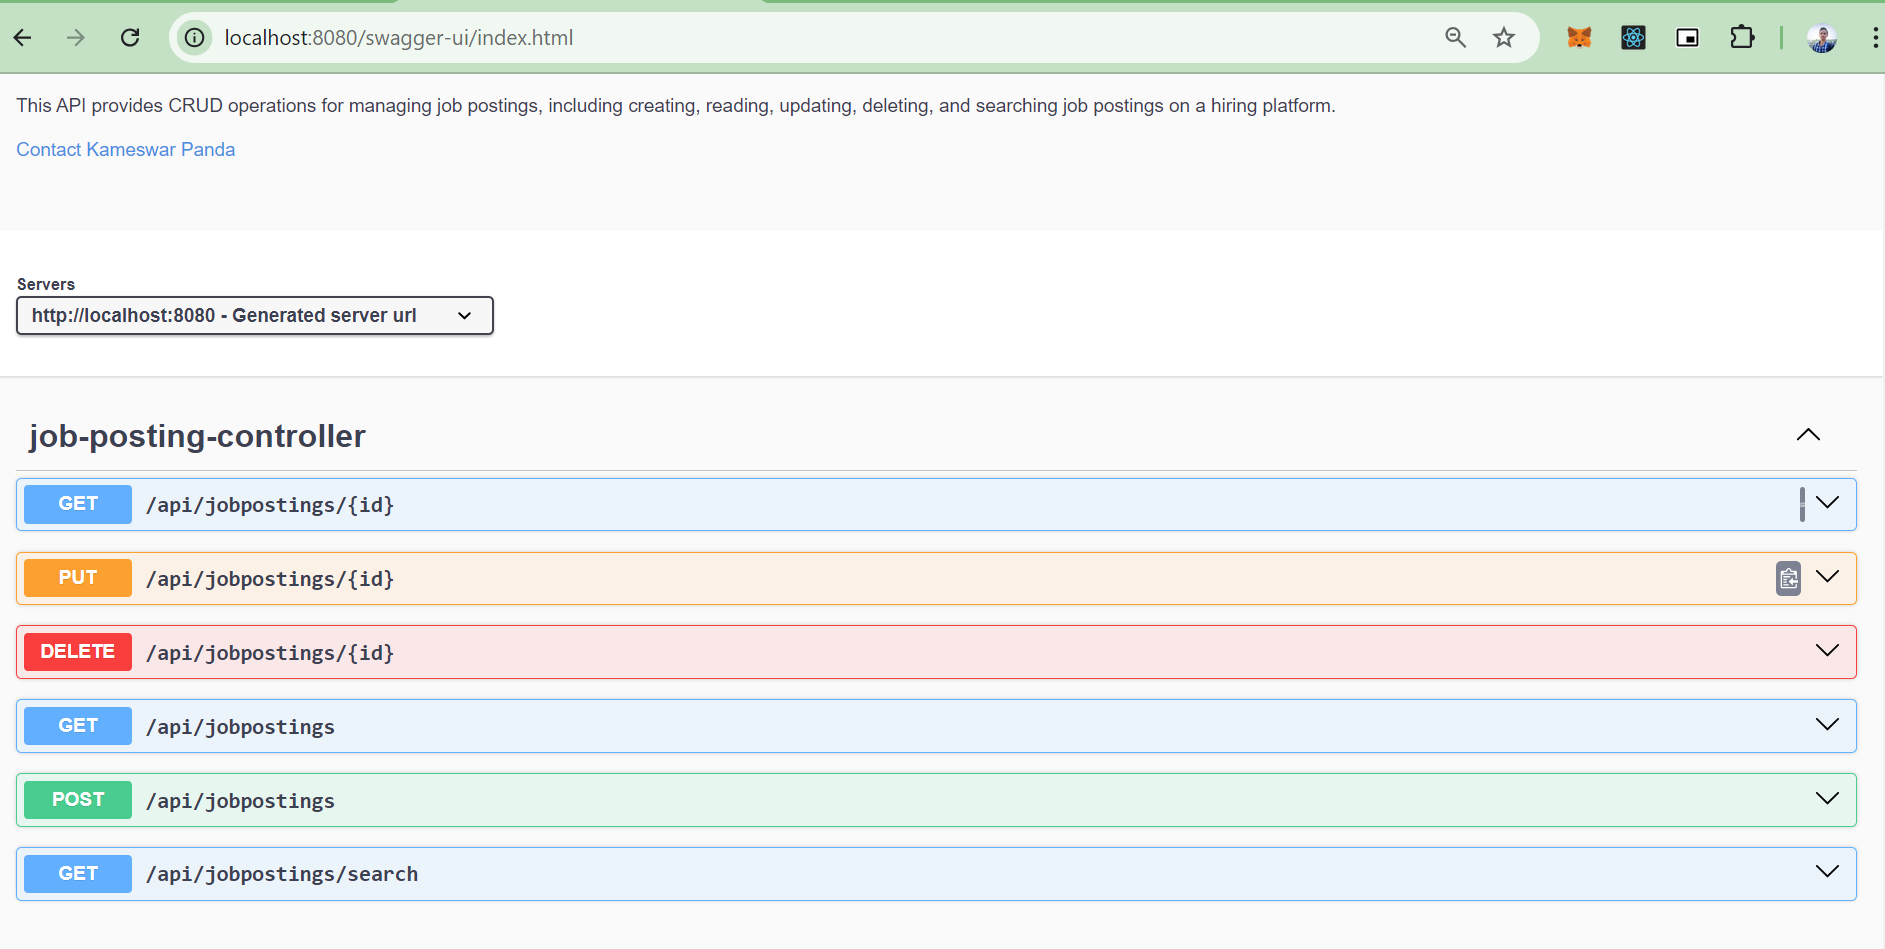 localhost:8080/swagger-ui/index.html
This API provides CRUD operations for managing job postings, including creating, reading, updating, deleting, and searching job postings on a hiring platform.
Contact Kameswar Panda
Servers
http://localhost:8080 - Generated server url
job-posting-controller
GET /api/jobpostings/{id}
PUT /api/jobpostings/{id}
DELETE /api/jobpostings/{id}
GET /api/jobpostings
POST /api/jobpostings
GET /api/jobpostings/search